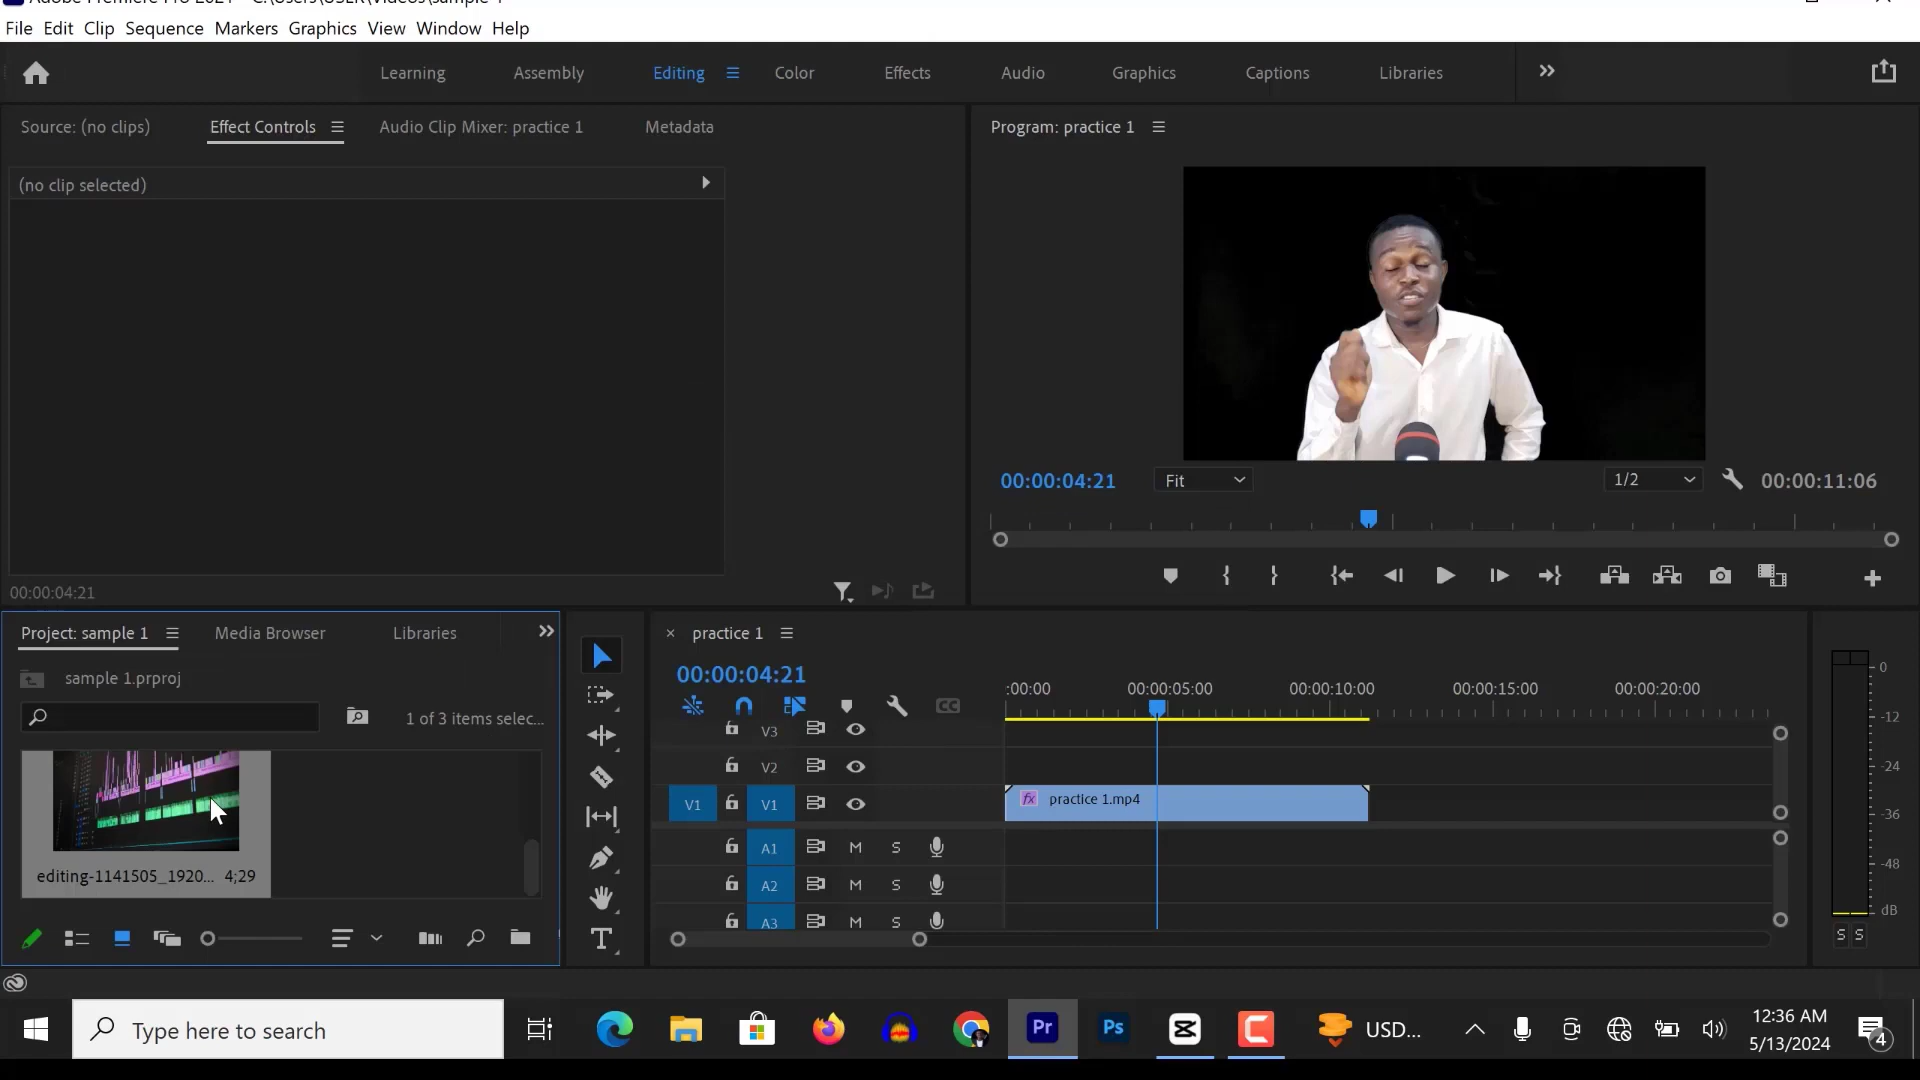 File Edit Clip Sequence Markers Graphics View Window Help
Learning Assembly Editing Color Effects Audio Graphics Captions Libraries
Source: (no clips) Effect Controls Audio Clip Mixer: practice 1 Metadata
Program: practice 1
(no clip selected)
00:00:04:21 Fit 1/2 00:00:11:06
00:00:04:21
Project: sample 1 Media Browser Libraries
sample 1.prproj
1 of 3 items selec...
editing-1141505_1920... 4;29
practice 1
00:00:04:21
:00:00 00:00:05:00 00:00:10:00 00:00:15:00 00:00:20:00
V3
V2
V1 V1 fx practice 1.mp4
A1 M S
A2 M S
A3 M S
0
-12
-24
-36
-48
dB
S S
Type here to search
Pr Ps
USD...
12:36 AM
5/13/2024
4